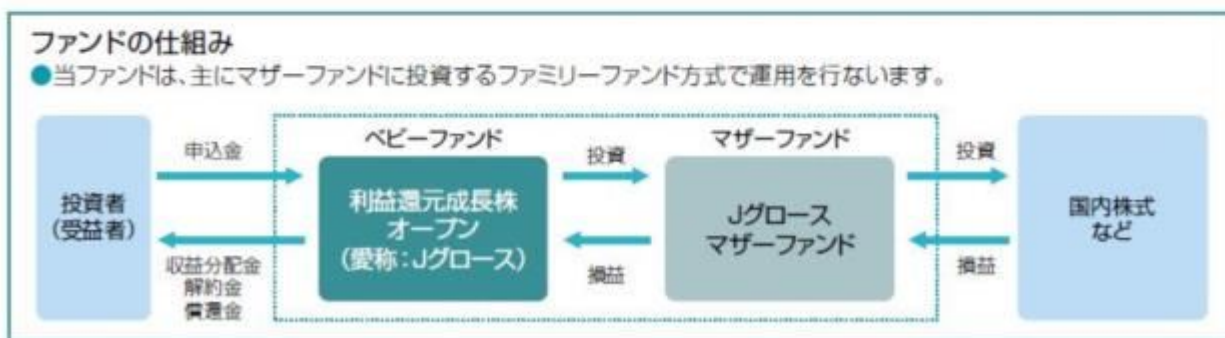 ファンドの仕組み
●当ファンドは、主にマザーファンドに投資するファミリーファンド方式で運用を行ないます。
投資者
(受益者)
申込金
収益分配金
解約金
償還金
ベビーファンド
利益還元成長株
オープン
(愛称:Jグロース)
投資
損益
マザーファンド
Jグロース
マザーファンド
投資
損益
国内株式
など